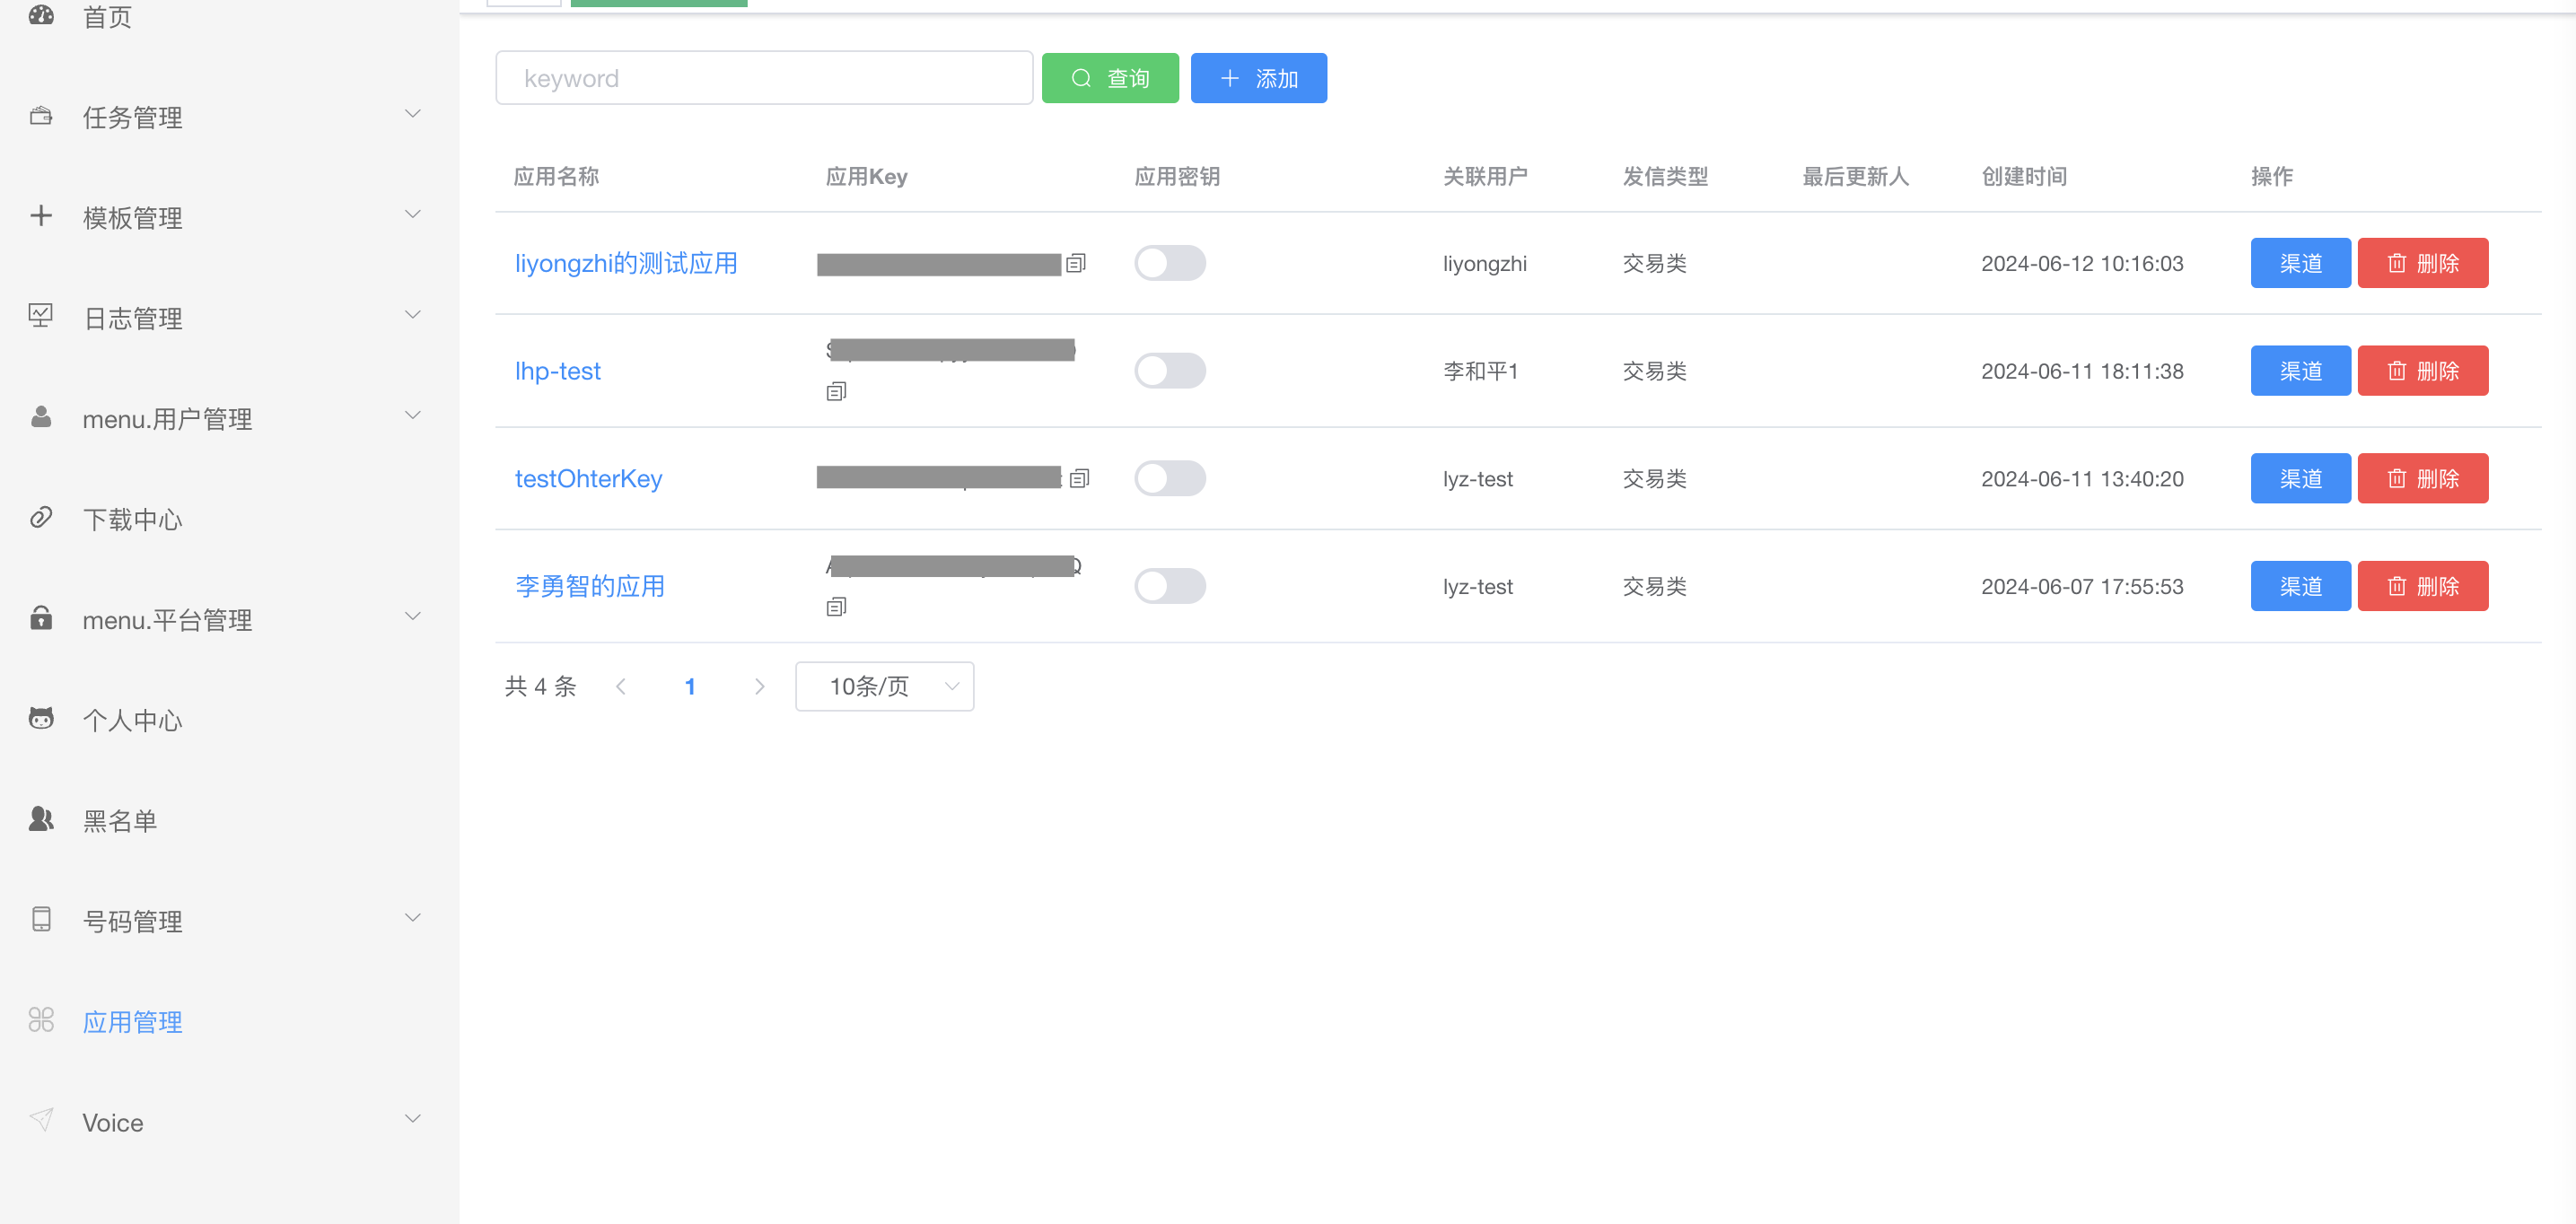 首页
任务管理
模板管理
日志管理
menu.用户管理
下载中心
menu.平台管理
个人中心
黑名单
号码管理
应用管理
Voice
keyword
查询
添加
应用名称 应用Key 应用密钥 关联用户 发信类型 最后更新人 创建时间 操作
liyongzhi的测试应用 liyongzhi 交易类 2024-06-12 10:16:03 渠道 删除
lhp-test 李和平1 交易类 2024-06-11 18:11:38 渠道 删除
testOhterKey lyz-test 交易类 2024-06-11 13:40:20 渠道 删除
李勇智的应用 lyz-test 交易类 2024-06-07 17:55:53 渠道 删除
共 4 条 1 10条/页